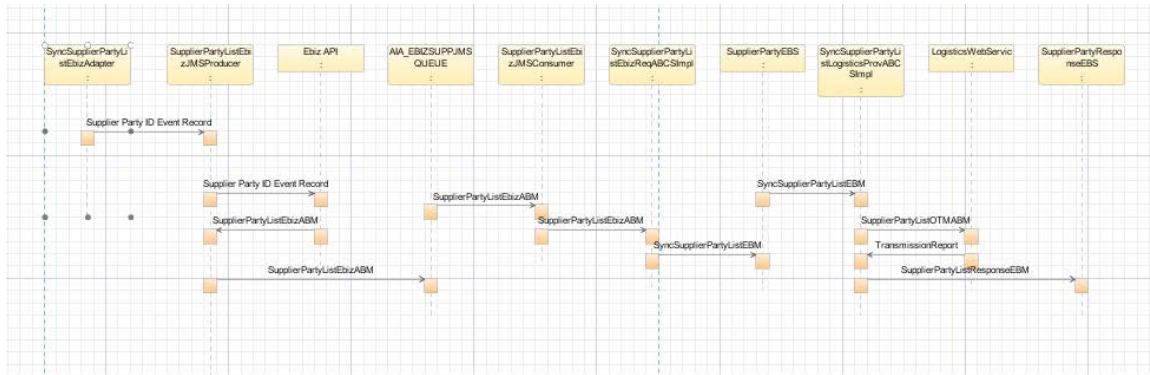 SyncSupplierPartyLi
stEbizAdapter
:
SupplierPartyListEbi
zJMSProducer
:
Ebiz API
:
AIA_EBIZSUPPJMS
QUEUE
:
SupplierPartyListEbi
zJMSConsumer
:
SyncSupplierPartyLi
stEbizReqABCSImpl
:
SupplierPartyEBS
:
SyncSupplierPartyLi
stLogisticsProvABC
SImpl
:
LogisticsWebServic
:
SupplierPartyRespo
nseEBS
:
Supplier Party ID Event Record
Supplier Party ID Event Record
SyncSupplierPartyListEBM
SupplierPartyListEbizABM
SupplierPartyListEbizABM
SupplierPartyListEbizABM
SupplierPartyListOTMABM
SyncSupplierPartyListEBM
TransmissionReport
SupplierPartyListEbizABM
SupplierPartyListResponseEBM